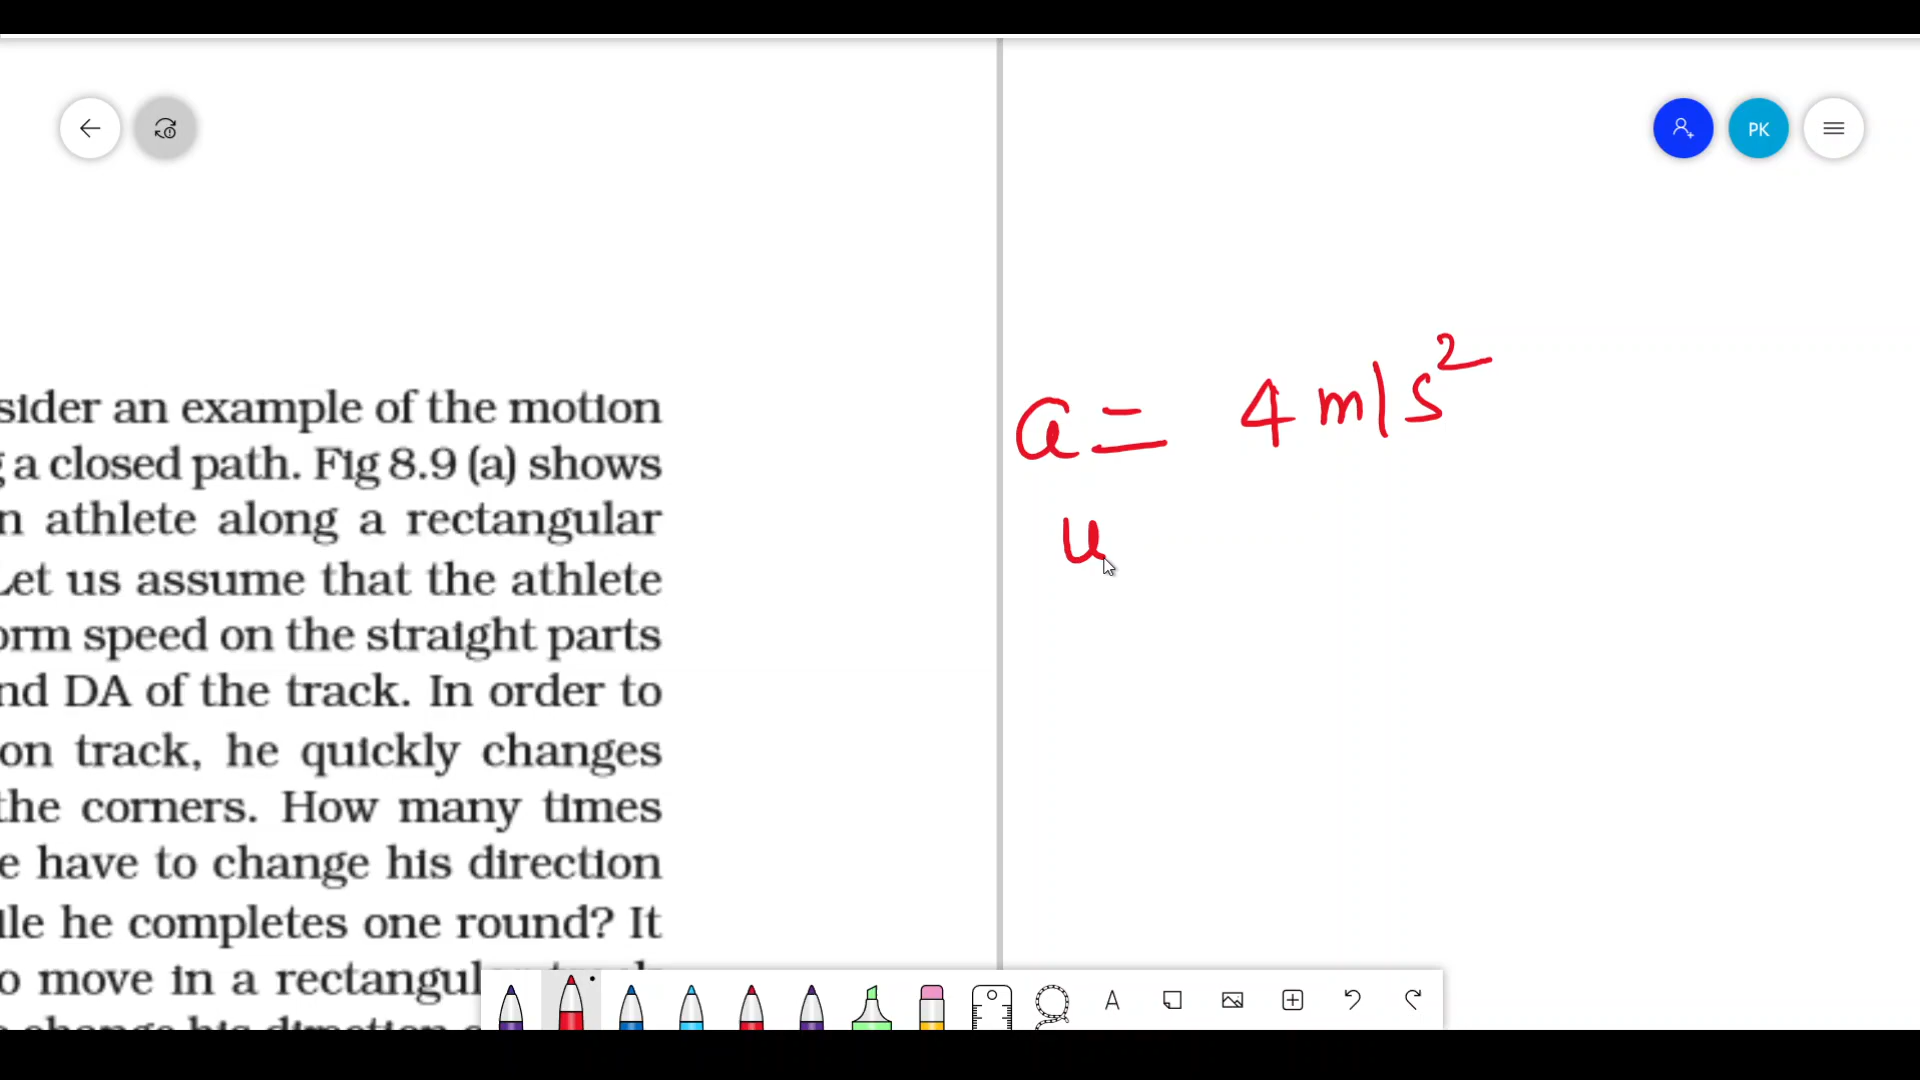 PK
sider an example of the motion
g a closed path. Fig 8.9 (a) shows
n athlete along a rectangular
Let us assume that the athlete
orm speed on the straight parts
nd DA of the track. In order to
on track, he quickly changes
the corners. How many times
e have to change his direction
ile he completes one round? It
o move in a rectangul
a = 4 m/s²
u
A